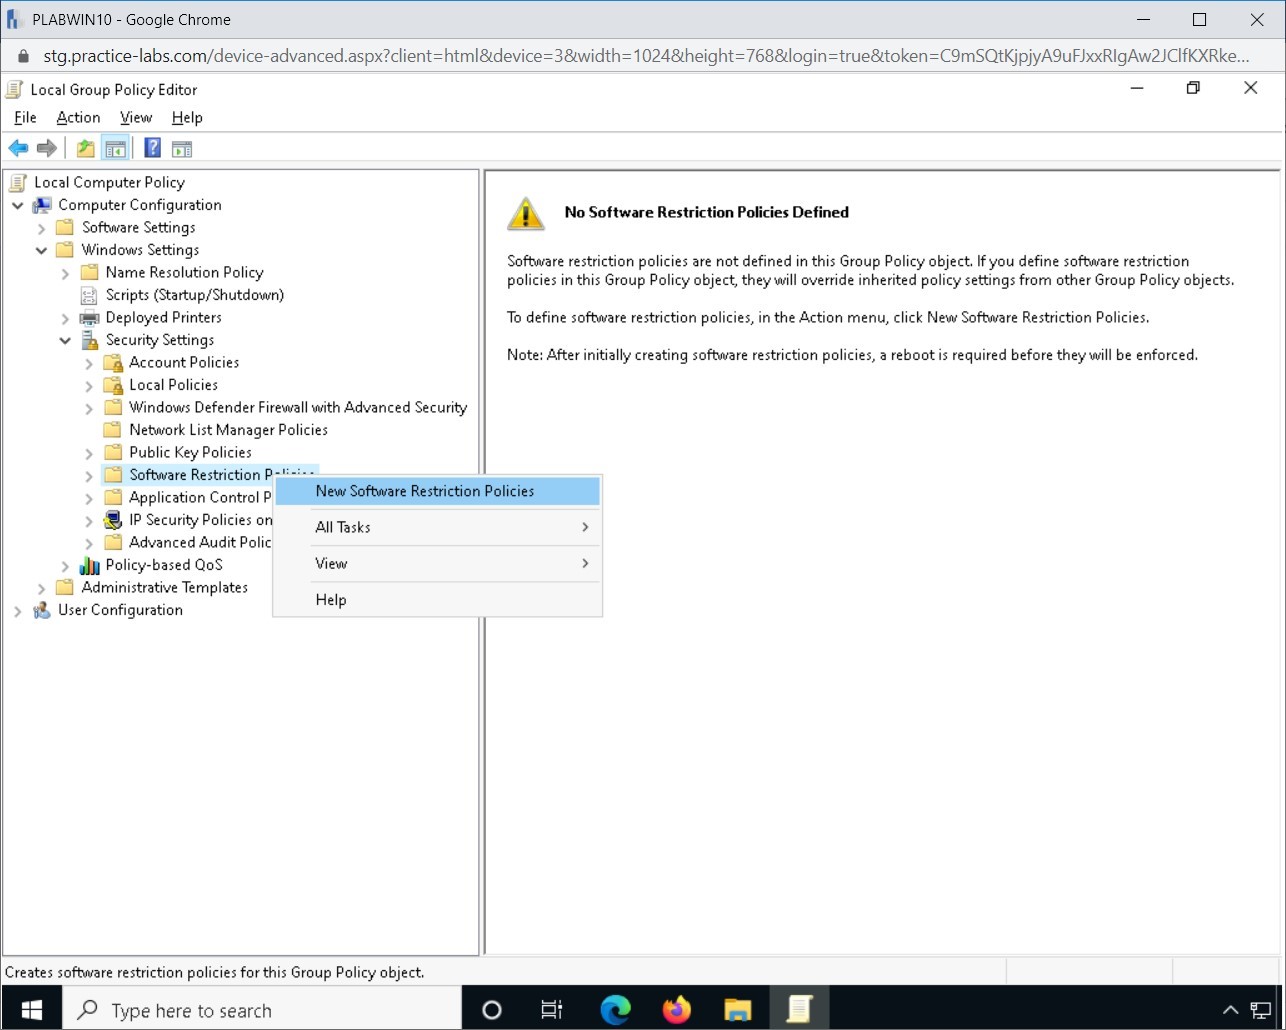 PLABWIN10 - Google Chrome
stg.practice-labs.com/device-advanced.aspx?client=html&device=3&width=1024&height=768&login=true&token=C9mSQtKjpjyA9uFJxxRIgAw2JClfKXRke...
Local Group Policy Editor
File Action View Help
Local Computer Policy
Computer Configuration
Software Settings
Windows Settings
Name Resolution Policy
Scripts (Startup/Shutdown)
Deployed Printers
Security Settings
Account Policies
Local Policies
Windows Defender Firewall with Advanced Security
Network List Manager Policies
Public Key Policies
Software Restriction Policies
Application Control P
IP Security Policies on
Advanced Audit Polic
Policy-based QoS
Administrative Templates
User Configuration
New Software Restriction Policies
All Tasks
View
Help
No Software Restriction Policies Defined
Software restriction policies are not defined in this Group Policy object. If you define software restriction
policies in this Group Policy object, they will override inherited policy settings from other Group Policy objects.
To define software restriction policies, in the Action menu, click New Software Restriction Policies.
Note: After initially creating software restriction policies, a reboot is required before they will be enforced.
Creates software restriction policies for this Group Policy object.
Type here to search